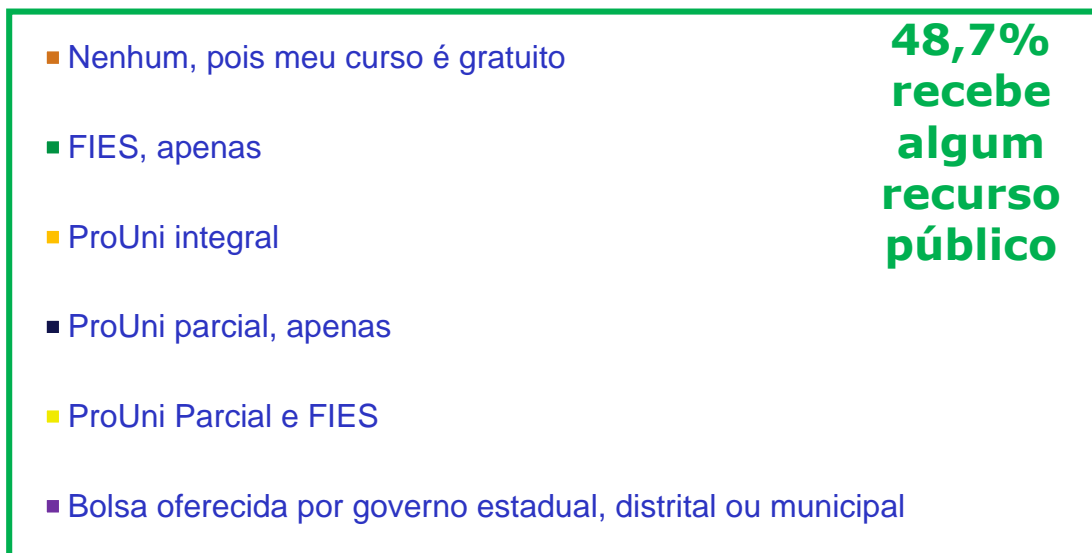 Nenhum, pois meu curso é gratuito
FIES, apenas
ProUni integral
ProUni parcial, apenas
ProUni Parcial e FIES
Bolsa oferecida por governo estadual, distrital ou municipal
48,7%
recebe
algum
recurso
público